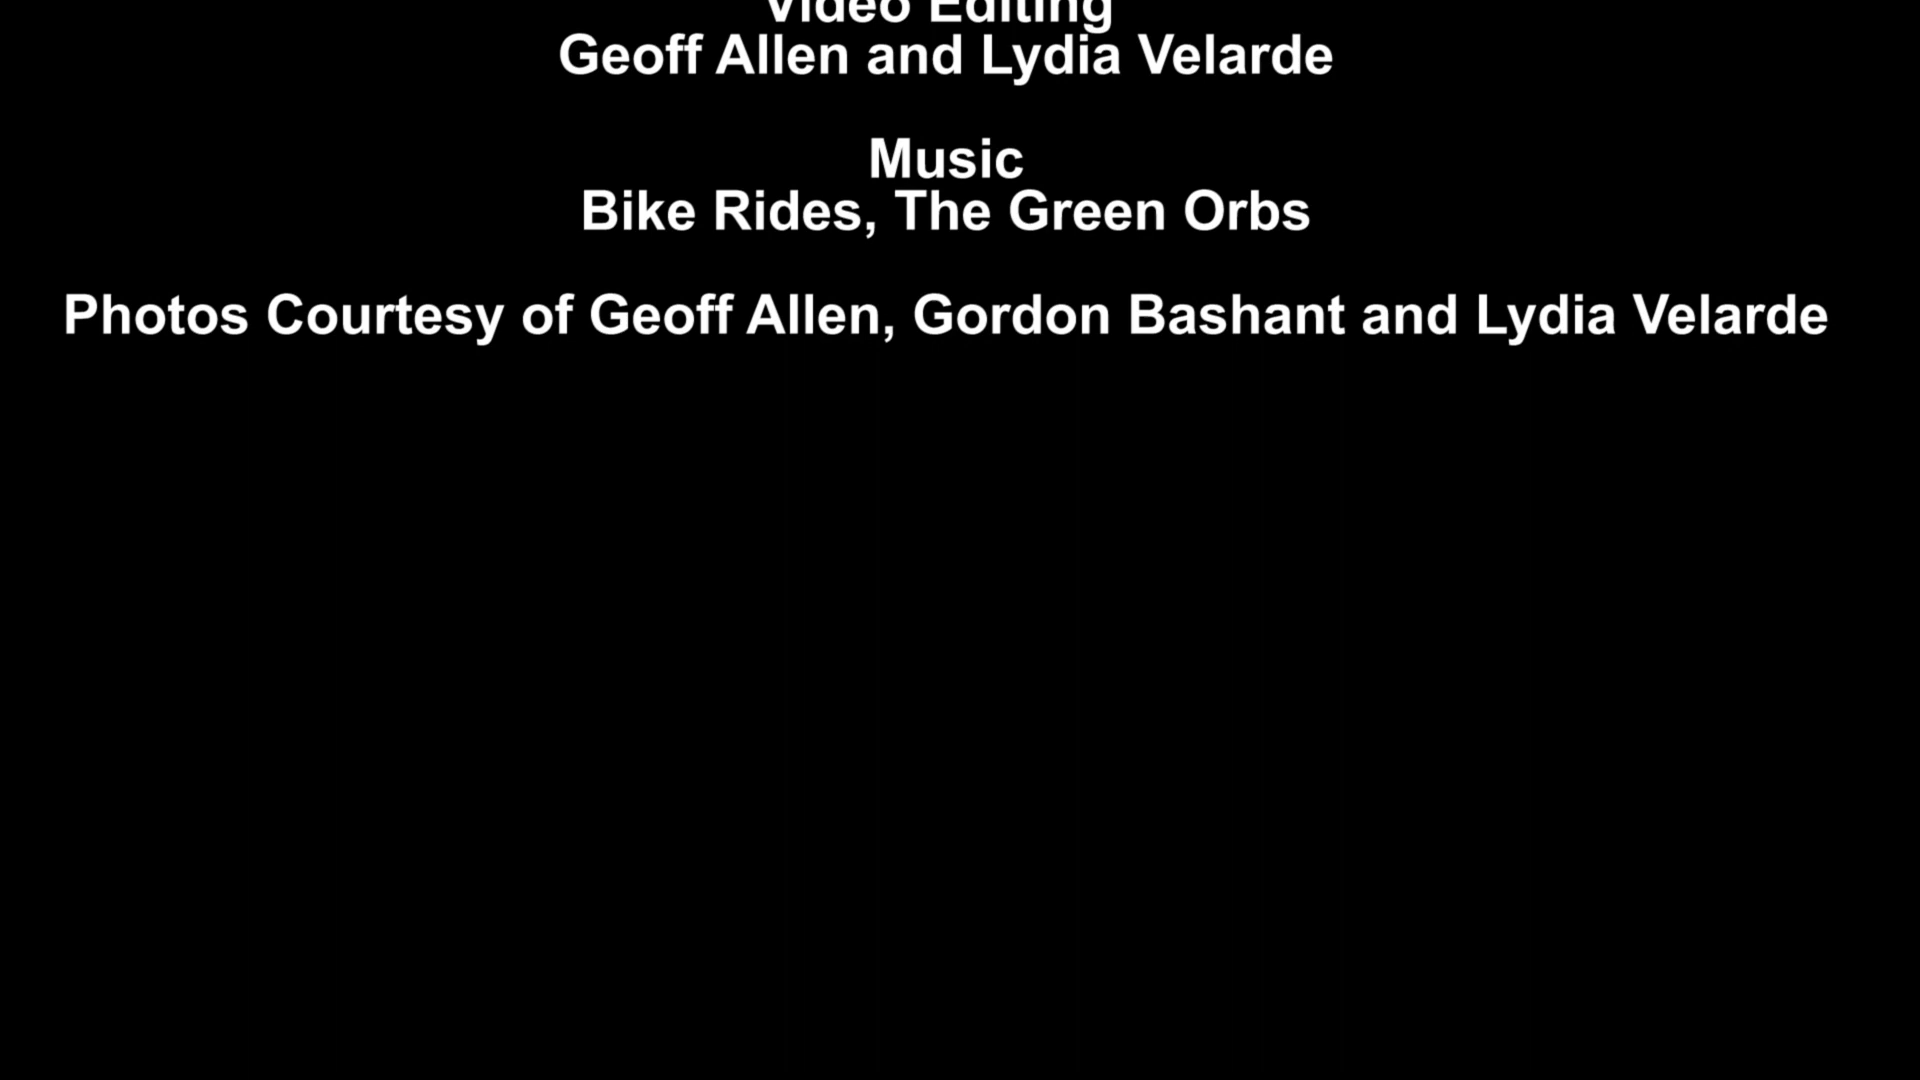 Video Editing
Geoff Allen and Lydia Velarde
Music
Bike Rides, The Green Orbs
Photos Courtesy of Geoff Allen, Gordon Bashant and Lydia Velarde